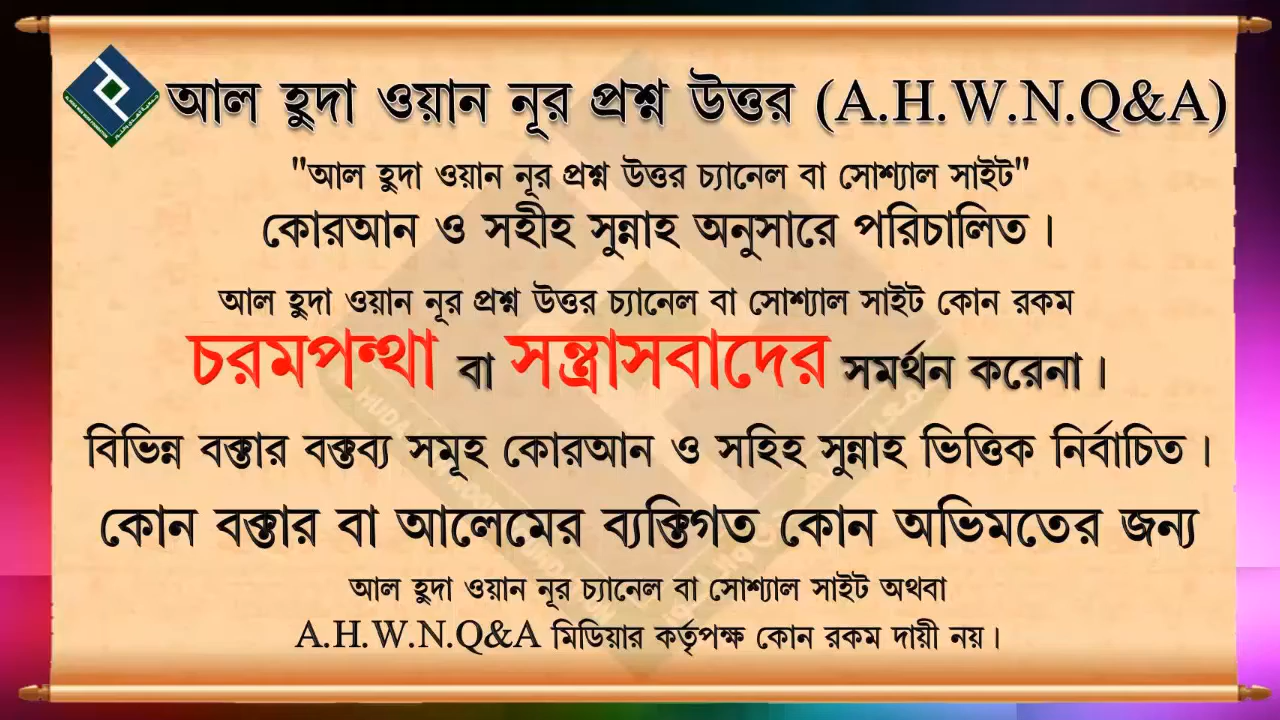 আল হুদা ওয়ান নূর প্রশ্ন উত্তর (A.H.W.N.Q&A)
"আল হুদা ওয়ান নূর প্রশ্ন উত্তর চ্যানেল বা সোশ্যাল সাইট"
কোরআন ও সহীহ সুন্নাহ অনুসারে পরিচালিত।
আল হুদা ওয়ান নূর প্রশ্ন উত্তর চ্যানেল বা সোশ্যাল সাইট কোন রকম
চরমপন্থা বা সন্ত্রাসবাদের সমর্থন করেনা।
বিভিন্ন বক্তার বক্তব্য সমূহ কোরআন ও সহিহ সুন্নাহ ভিত্তিক নির্বাচিত।
কোন বক্তার বা আলেমের ব্যক্তিগত কোন অভিমতের জন্য
আল হুদা ওয়ান নূর চ্যানেল বা সোশ্যাল সাইট অথবা
A.H.W.N.Q&A মিডিয়ার কর্তৃপক্ষ কোন রকম দায়ী নয়।